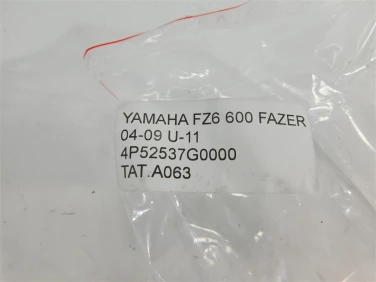 YAMAHA FZ6 600 FAZER
04-09 U-11
4P52537G0000
TAT.A063